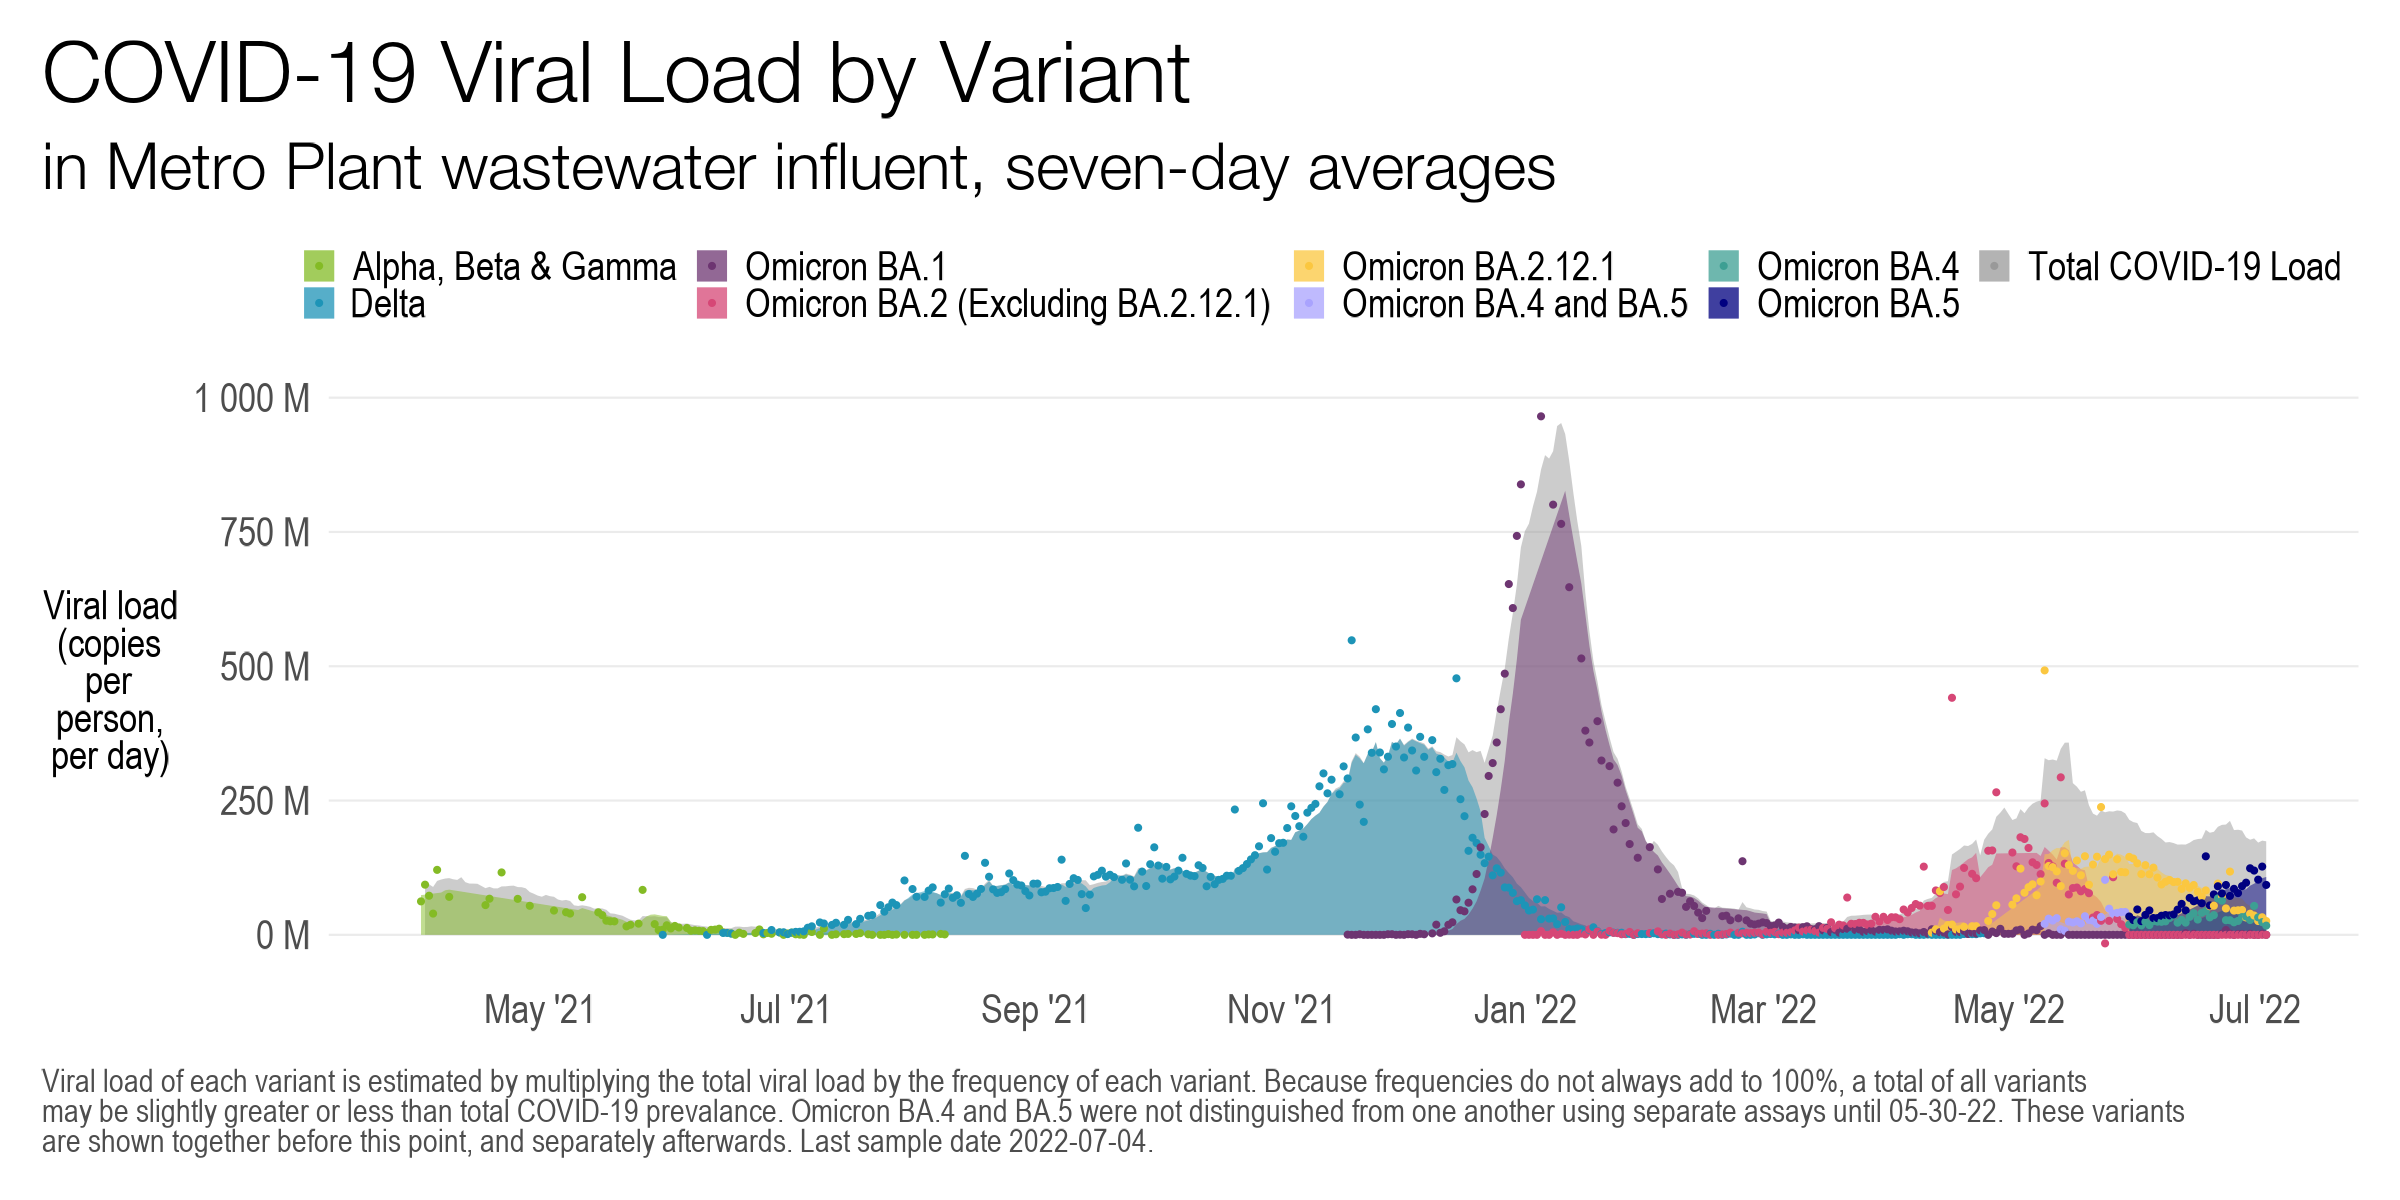 COVID-19 Viral Load by Variant
in Metro Plant wastewater influent, seven-day averages
Alpha, Beta & Gamma
Omicron BA.1
Omicron BA.2.12.1
Omicron BA.4
Total COVID-19 Load
Delta
Omicron BA.2 (Excluding BA.2.12.1)
Omicron BA.4 and BA.5
Omicron BA.5
1 000 M
750 M
500 M
250 M
0 M
Viral load
(copies
per
person,
per day)
May '21
Jul '21
Sep '21
Nov '21
Jan '22
Mar '22
May '22
Jul '22
Viral load of each variant is estimated by multiplying the total viral load by the frequency of each variant. Because frequencies do not always add to 100%, a total of all variants
may be slightly greater or less than total COVID-19 prevalance. Omicron BA.4 and BA.5 were not distinguished from one another using separate assays until 05-30-22. These variants
are shown together before this point, and separately afterwards. Last sample date 2022-07-04.